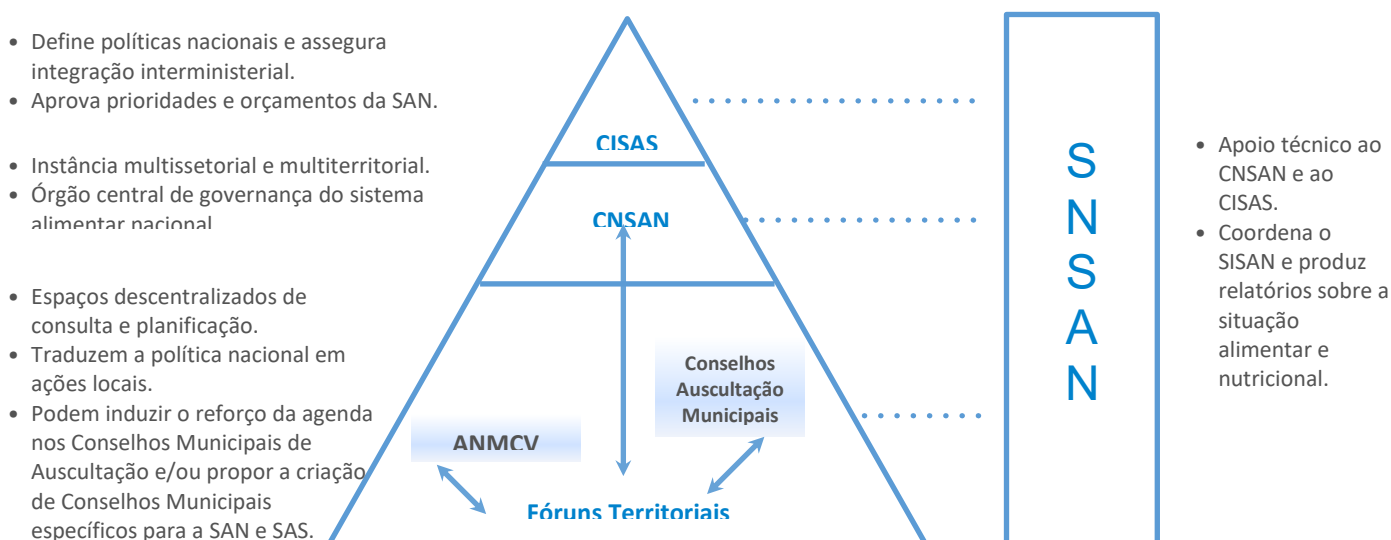 • Define políticas nacionais e assegura
integração interministerial.
• Aprova prioridades e orçamentos da SAN.
• Instância multissetorial e multiterritorial.
• Órgão central de governança do sistema
alimentar nacional
• Espaços descentralizados de
consulta e planificação.
• Traduzem a política nacional em
ações locais.
• Podem induzir o reforço da agenda
nos Conselhos Municipais de
Auscultação e/ou propor a criação
de Conselhos Municipais
específicos para a SAN e SAS.
CISAS
CNSAN
Conselhos
Auscultação
Municipais
ANMCV
Fóruns Territoriais
S
N
S
A
N
• Apoio técnico ao
CNSAN e ao
CISAS.
• Coordena o
SISAN e produz
relatórios sobre a
situação
alimentar e
nutricional.